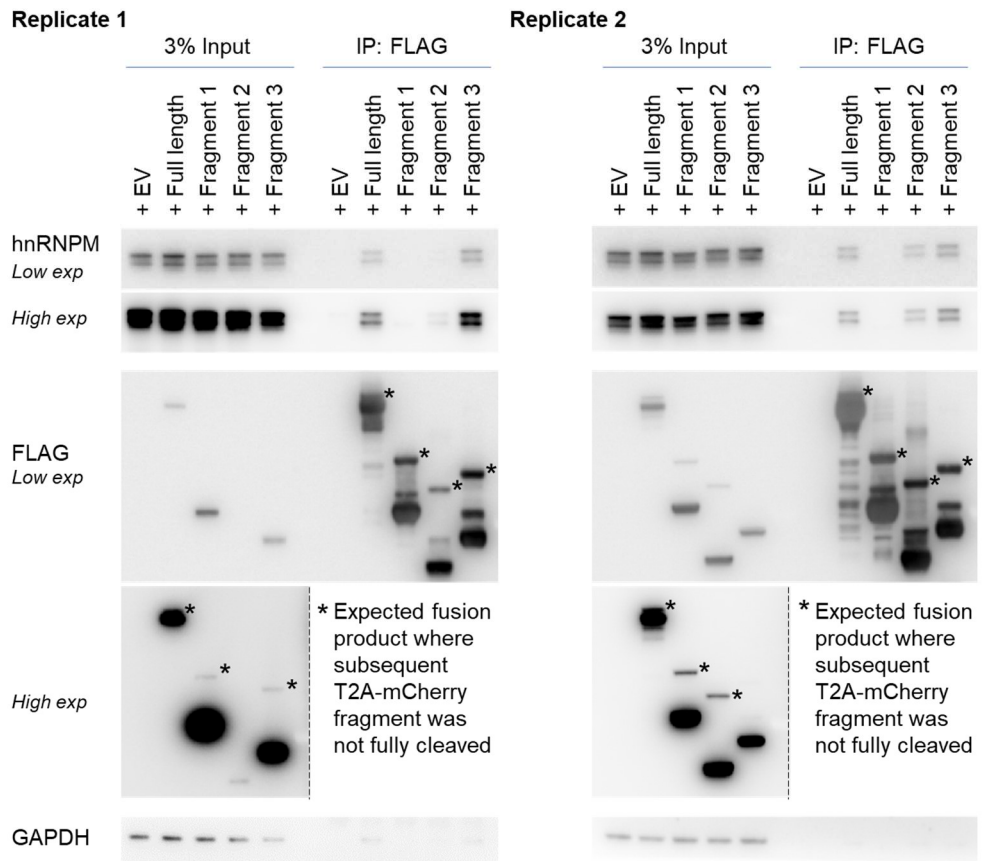 Replicate 1
Replicate 2
3% Input
IP: FLAG
3% Input
IP: FLAG
+ EV
+ Full length
+ Fragment 1
+ Fragment 2
+ Fragment 3
+ EV
+ Full length
+ Fragment 1
+ Fragment 2
+ Fragment 3
+ EV
+ Full length
+ Fragment 1
+ Fragment 2
+ Fragment 3
+ EV
+ Full length
+ Fragment 1
+ Fragment 2
+ Fragment 3
hnRNPM
Low exp
High exp
* * * *
* * * *
FLAG
Low exp
* * *
* * *
High exp
* Expected fusion
product where
subsequent
T2A-mCherry
fragment was
not fully cleaved
* Expected fusion
product where
subsequent
T2A-mCherry
fragment was
not fully cleaved
GAPDH